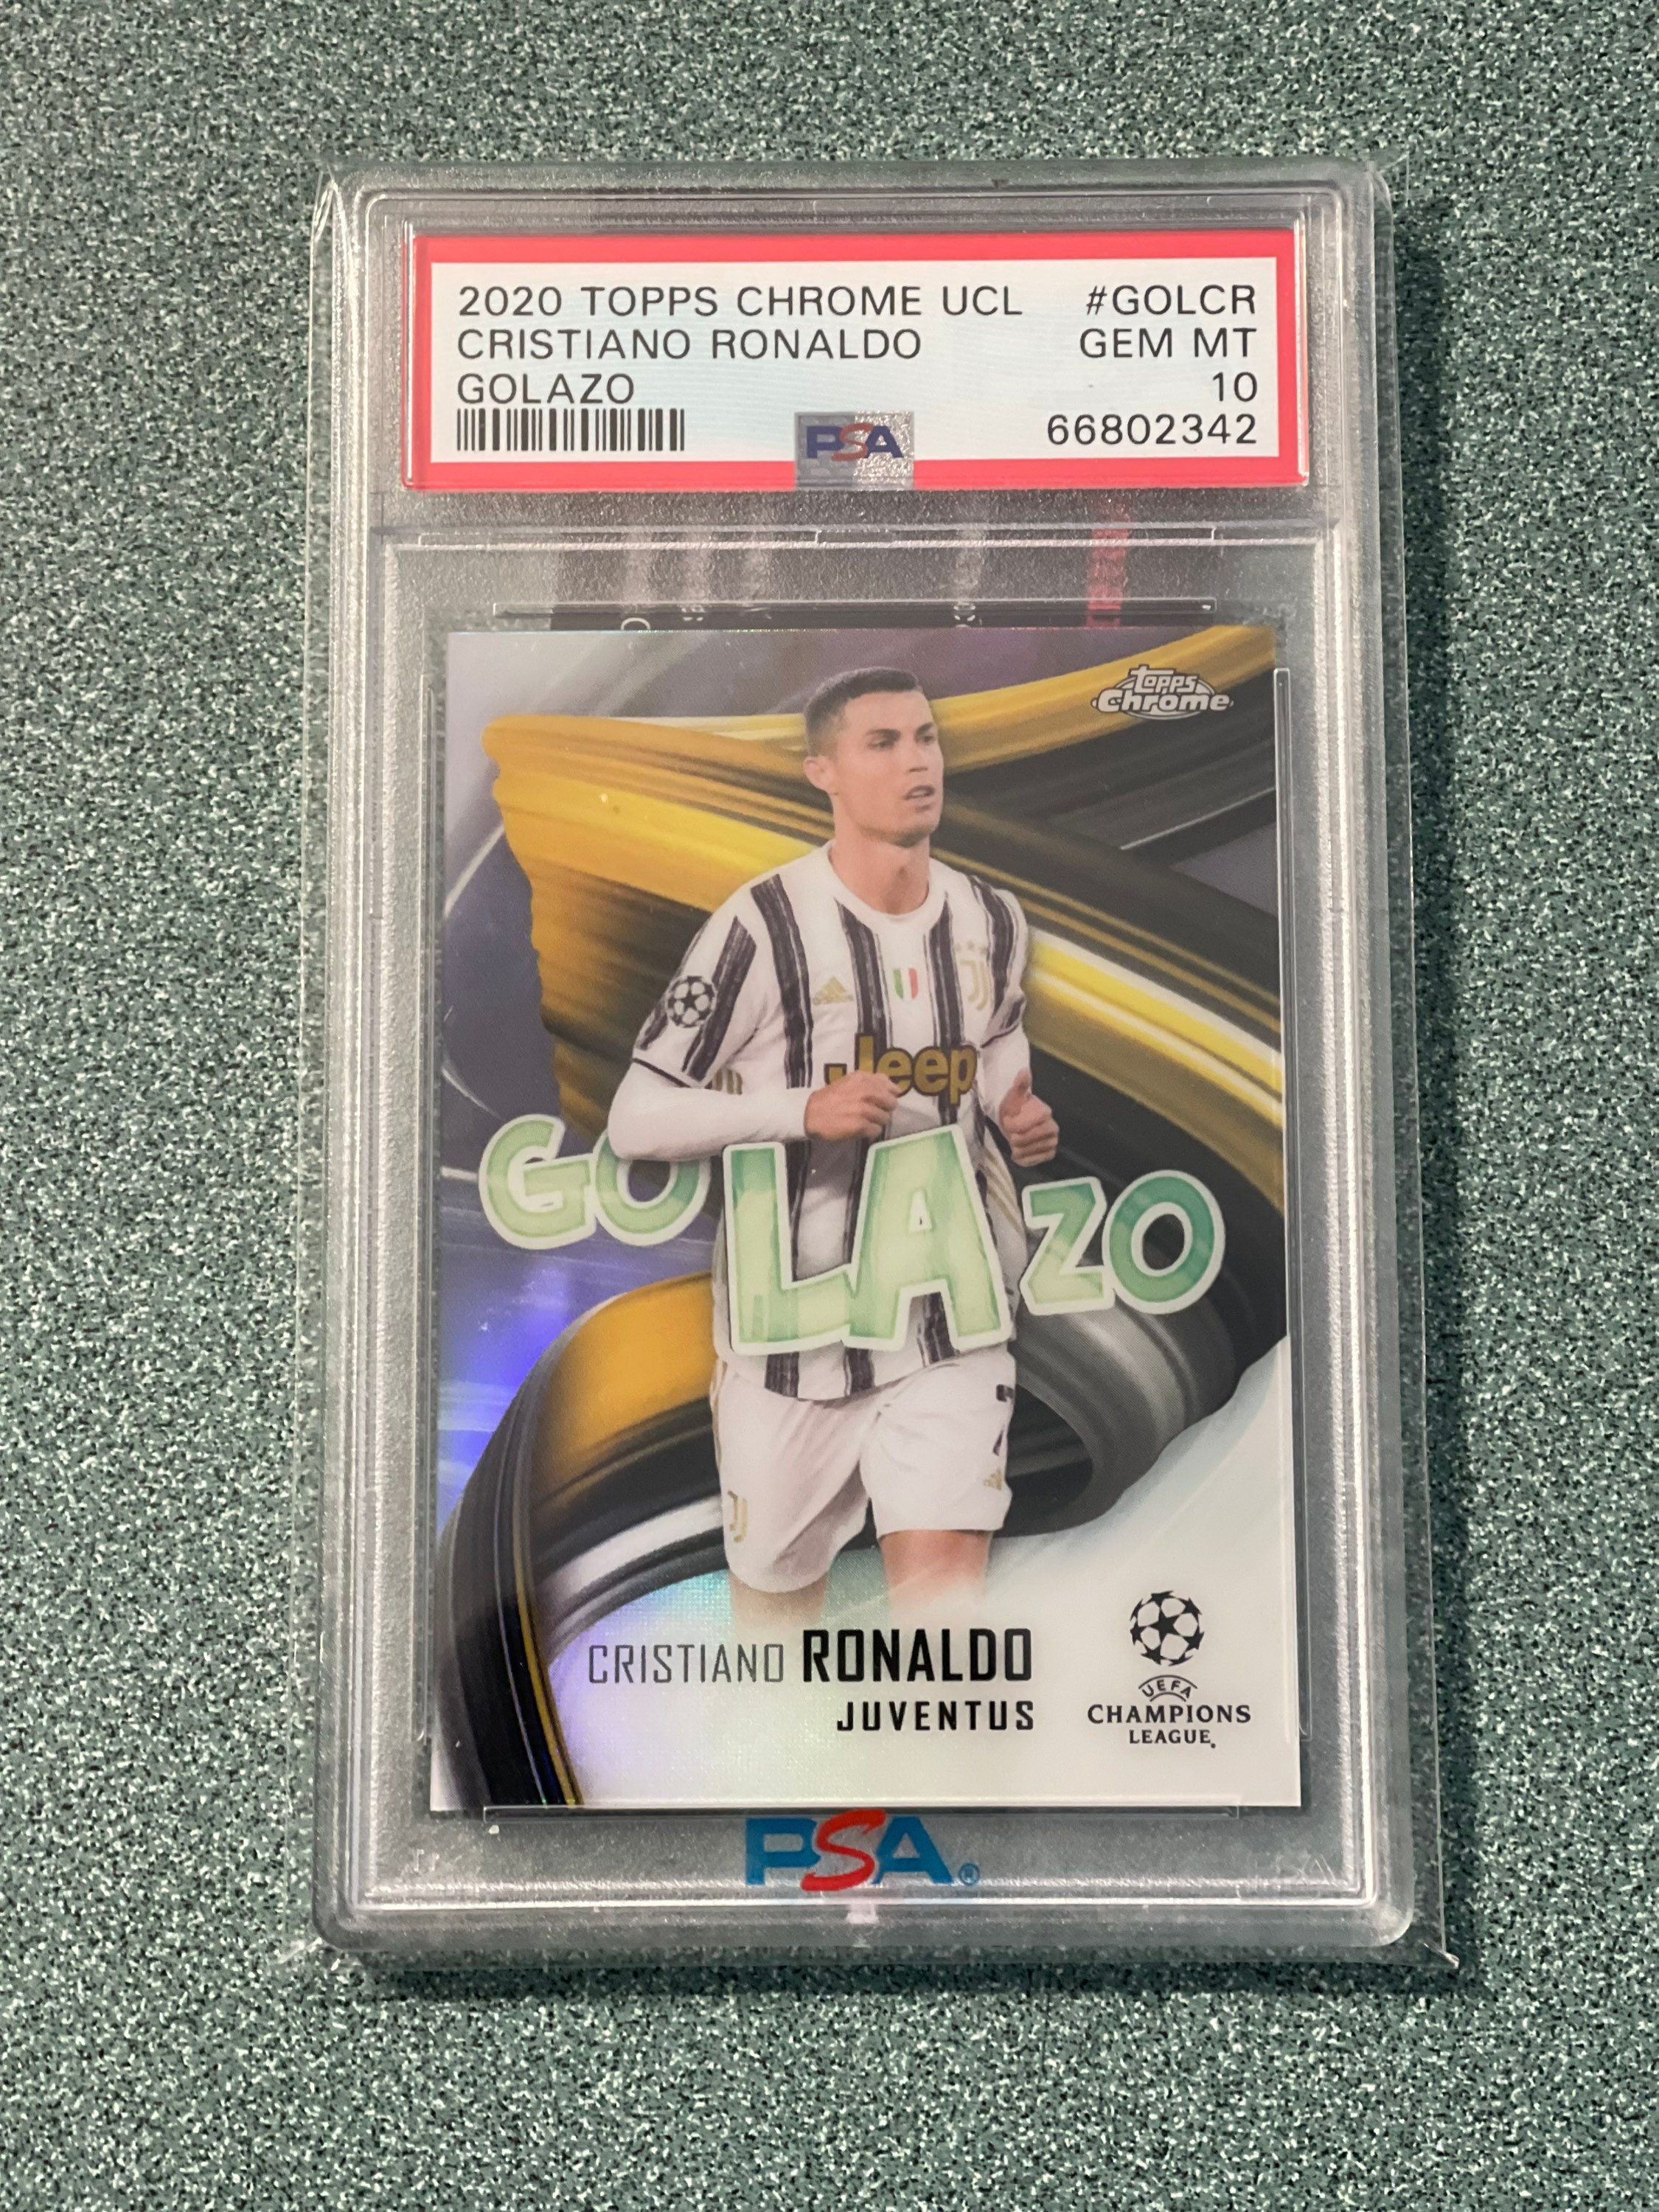 2020 TOPPS CHROME UCL #GOLCR
CRISTIANO RONALDO GEM MT
GOLAZO 10
66802342
PSA
topps
Chrome
Jeep
GOLAZO
CRISTIANO RONALDO
JUVENTUS
UEFA
CHAMPIONS
LEAGUE.
PSA®